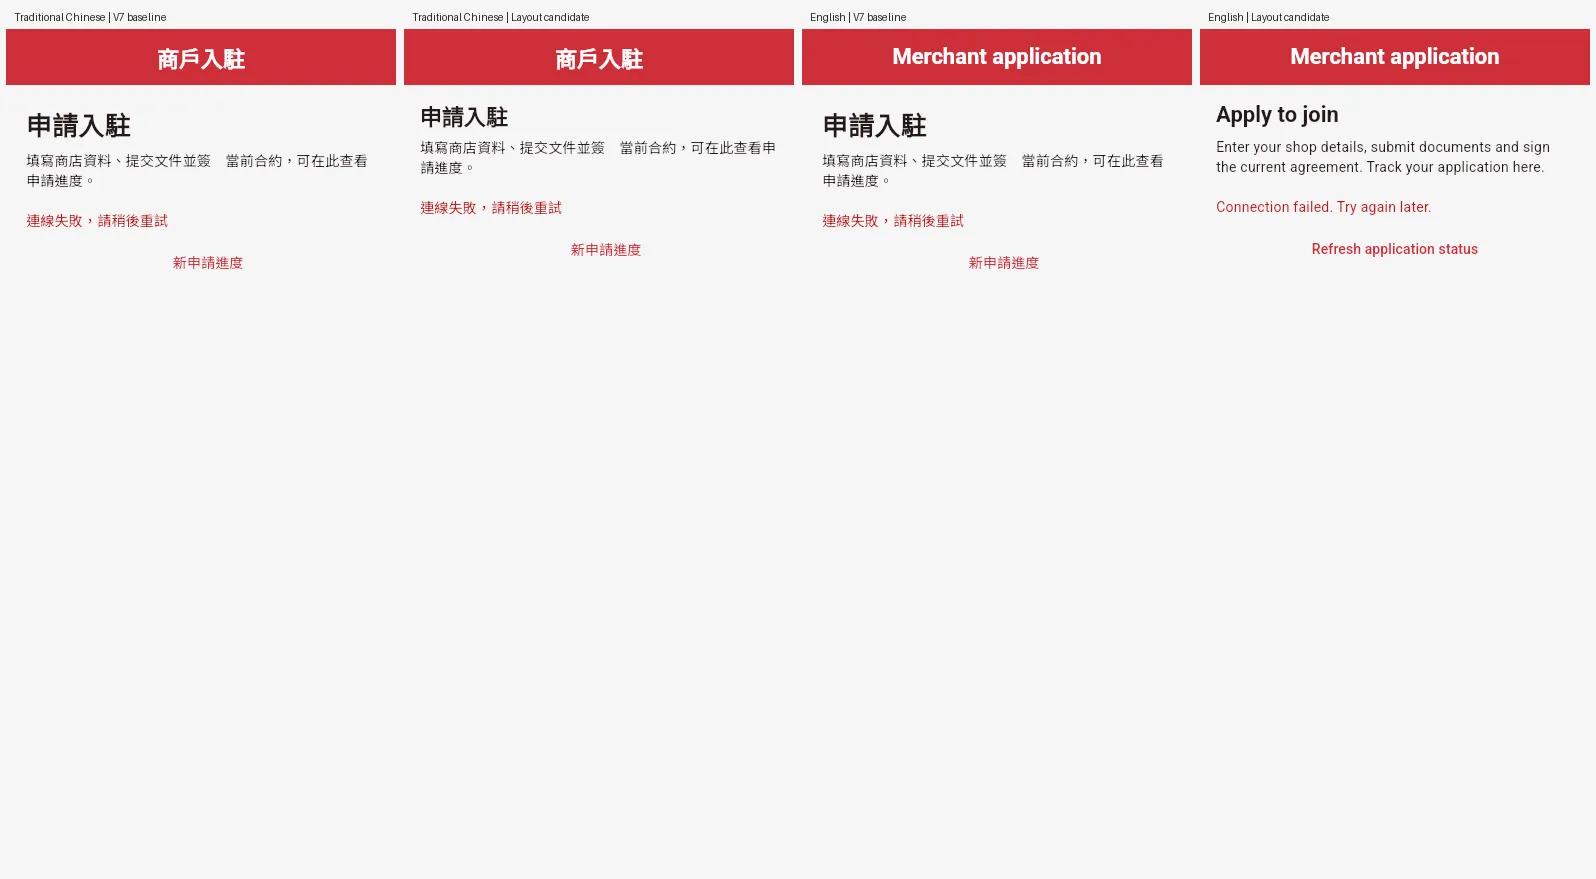 Traditional Chinese | V7 baseline
商戶入駐
申請入駐
填寫商店資料、提交文件並簽　當前合約，可在此查看
申請進度。
連線失敗，請稍後重試
新申請進度
Traditional Chinese | Layout candidate
商戶入駐
申請入駐
填寫商店資料、提交文件並簽　當前合約，可在此查看申
請進度。
連線失敗，請稍後重試
新申請進度
English | V7 baseline
Merchant application
申請入駐
填寫商店資料、提交文件並簽　當前合約，可在此查看
申請進度。
連線失敗，請稍後重試
新申請進度
English | Layout candidate
Merchant application
Apply to join
Enter your shop details, submit documents and sign
the current agreement. Track your application here.
Connection failed. Try again later.
Refresh application status